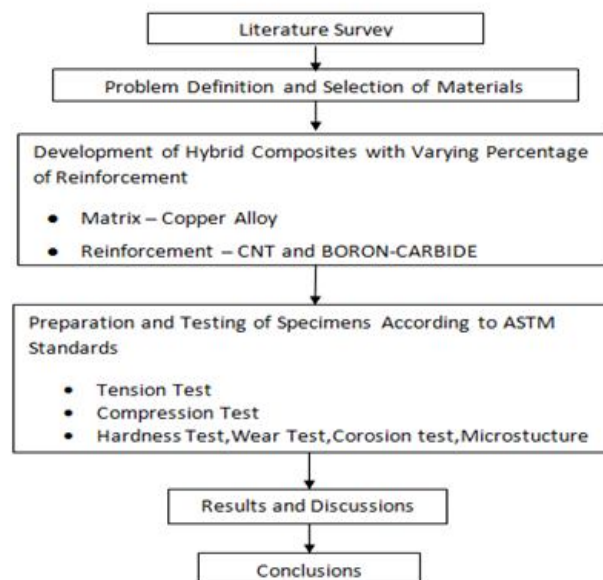 Literature Survey
Problem Definition and Selection of Materials
Development of Hybrid Composites with Varying Percentage
of Reinforcement
● Matrix – Copper Alloy
● Reinforcement – CNT and BORON-CARBIDE
Preparation and Testing of Specimens According to ASTM
Standards
• Tension Test
• Compression Test
• Hardness Test,Wear Test,Corosion test,Microstucture
Results and Discussions
Conclusions